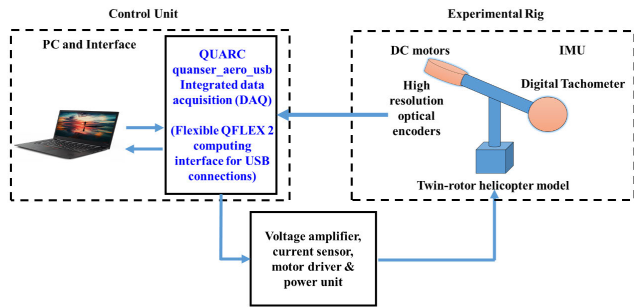 Control Unit
Experimental Rig
PC and Interface
QUARC
quanser_aero_usb
Integrated data
acquisition (DAQ)
(Flexible QFLEX 2
computing
interface for USB
connections)
DC motors
IMU
Digital Tachometer
High
resolution
optical
encoders
Twin-rotor helicopter model
Voltage amplifier,
current sensor,
motor driver &
power unit